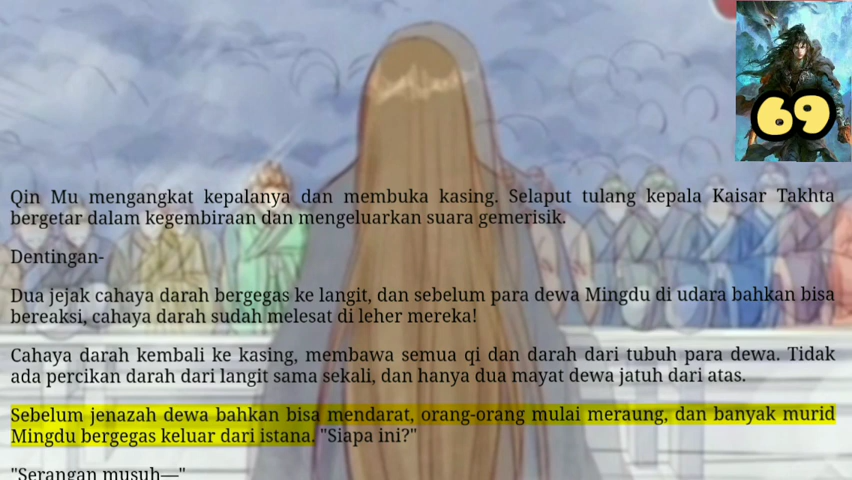 69
Qin Mu mengangkat kepalanya dan membuka kasing. Selaput tulang kepala Kaisar Takhta
bergetar dalam kegembiraan dan mengeluarkan suara gemerisik.
Dentingan-
Dua jejak cahaya darah bergegas ke langit, dan sebelum para dewa Mingdu di udara bahkan bisa
bereaksi, cahaya darah sudah melesat di leher mereka!
Cahaya darah kembali ke kasing, membawa semua qi dan darah dari tubuh para dewa. Tidak
ada percikan darah dari langit sama sekali, dan hanya dua mayat dewa jatuh dari atas.
Sebelum jenazah dewa bahkan bisa mendarat, orang-orang mulai meraung, dan banyak murid
Mingdu bergegas keluar dari istana. "Siapa ini?"
"Serangan musuh—"